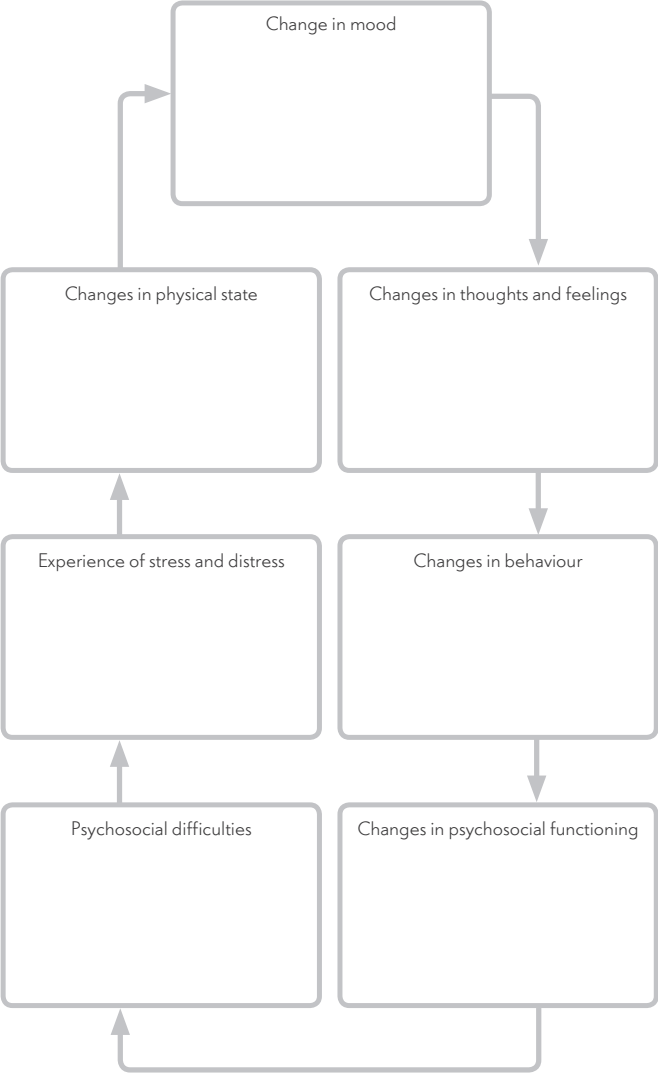 Change in mood
Changes in physical state
Changes in thoughts and feelings
Experience of stress and distress
Changes in behaviour
Psychosocial difficulties
Changes in psychosocial functioning